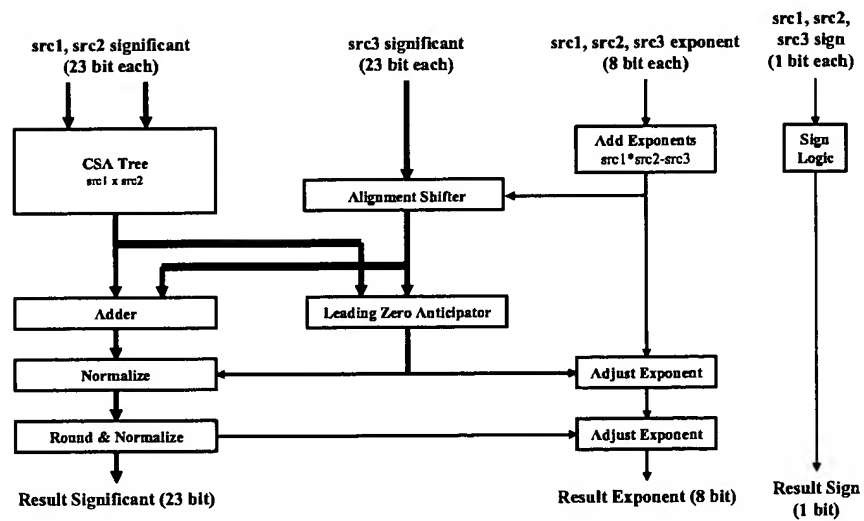 src1, src2 significant
(23 bit each)
src3 significant
(23 bit each)
src1, src2, src3 exponent
(8 bit each)
src1, src2,
src3 sign
(1 bit each)
CSA Tree
src1 x src2
Add Exponents
src1*src2-src3
Sign
Logic
Alignment Shifter
Adder
Leading Zero Anticipator
Normalize
Adjust Exponent
Round & Normalize
Adjust Exponent
Result Significant (23 bit)
Result Exponent (8 bit)
Result Sign
(1 bit)